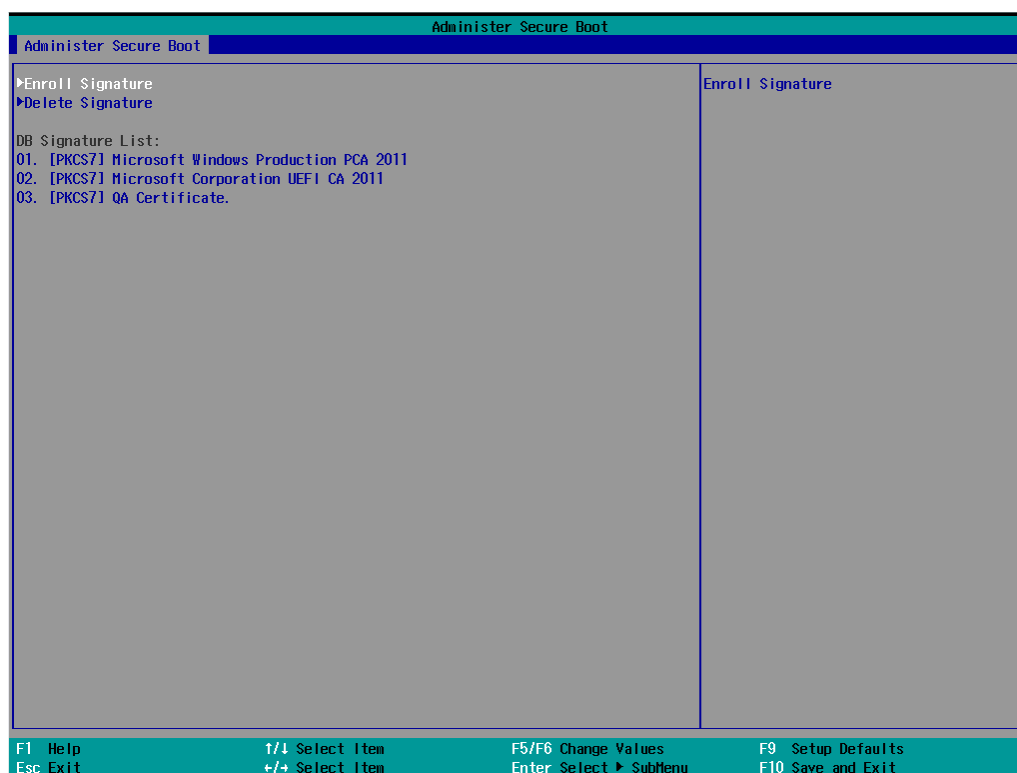 Administer Secure Boot
Administer Secure Boot
▶Enroll Signature
Enroll Signature
▶Delete Signature
DB Signature List:
01. [PKCS7] Microsoft Windows Production PCA 2011
02. [PKCS7] Microsoft Corporation UEFI CA 2011
03. [PKCS7] QA Certificate.
F1 Help ↑/↓ Select Item F5/F6 Change Values F9 Setup Defaults
Esc Exit ←/→ Select Item Enter Select ▶ SubMenu F10 Save and Exit